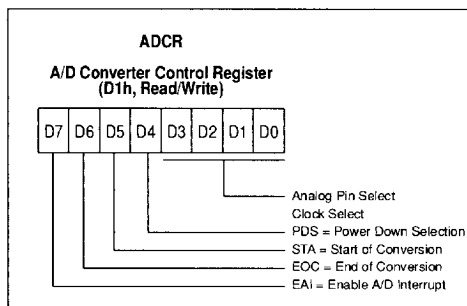 ADCR
A/D Converter Control Register
(D1h, Read/Write)
D7 D6 D5 D4 D3 D2 D1 D0
Analog Pin Select
Clock Select
PDS = Power Down Selection
STA = Start of Conversion
EOC = End of Conversion
EAI = Enable A/D Interrupt